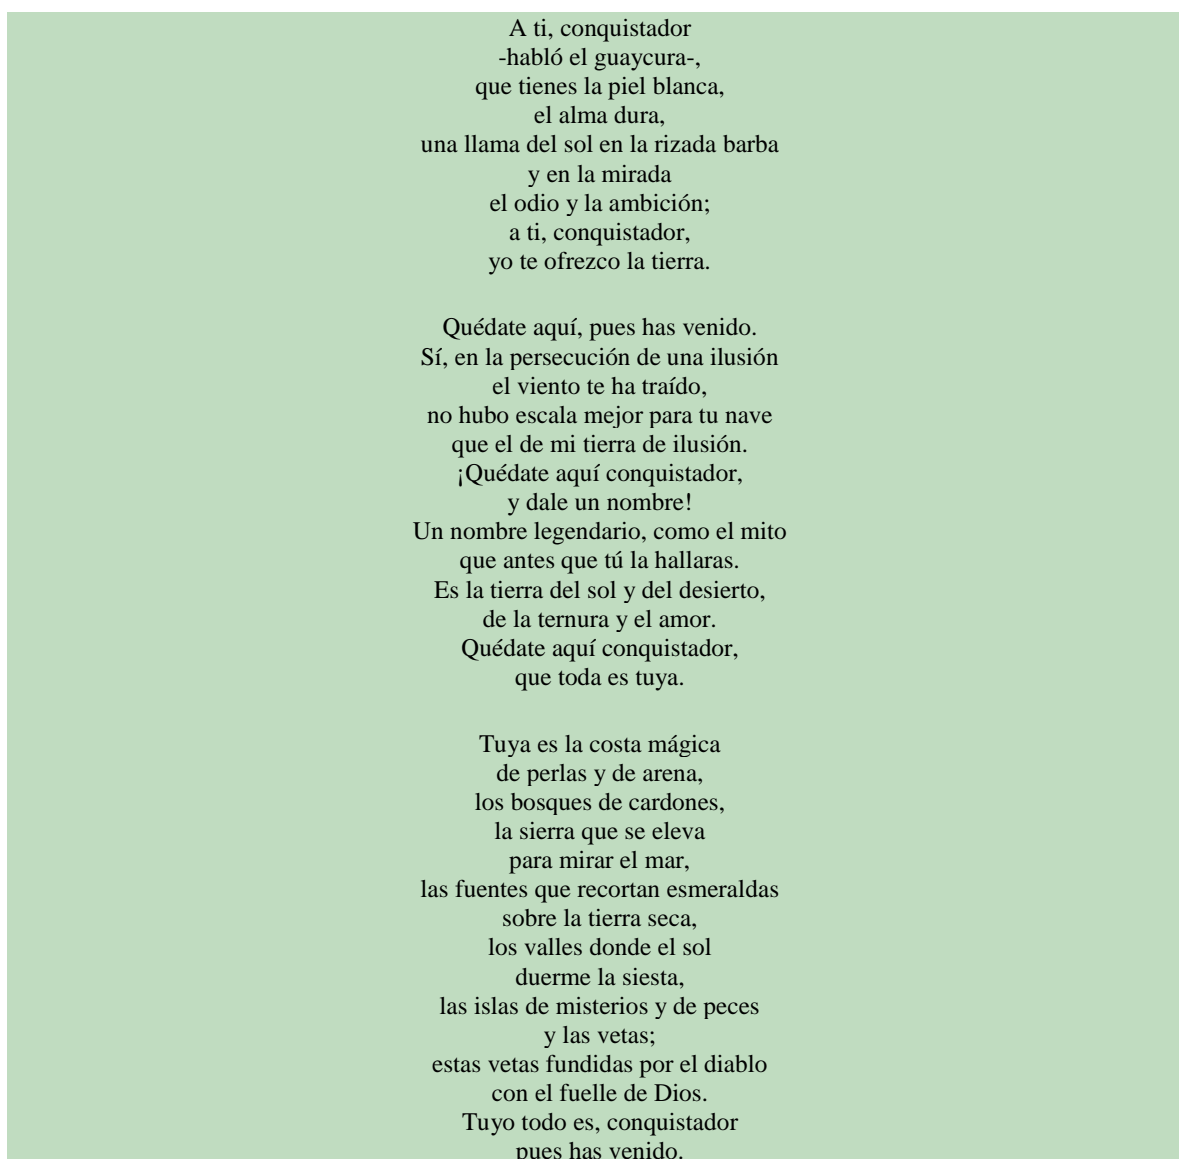 A ti, conquistador
-habló el guaycura-,
que tienes la piel blanca,
el alma dura,
una llama del sol en la rizada barba
y en la mirada
el odio y la ambición;
a ti, conquistador,
yo te ofrezco la tierra.
Quédate aquí, pues has venido.
Sí, en la persecución de una ilusión
el viento te ha traído,
no hubo escala mejor para tu nave
que el de mi tierra de ilusión.
¡Quédate aquí conquistador,
y dale un nombre!
Un nombre legendario, como el mito
que antes que tú la hallaras.
Es la tierra del sol y del desierto,
de la ternura y el amor.
Quédate aquí conquistador,
que toda es tuya.
Tuya es la costa mágica
de perlas y de arena,
los bosques de cardones,
la sierra que se eleva
para mirar el mar,
las fuentes que recortan esmeraldas
sobre la tierra seca,
los valles donde el sol
duerme la siesta,
las islas de misterios y de peces
y las vetas;
estas vetas fundidas por el diablo
con el fuelle de Dios.
Tuyo todo es, conquistador
pues has venido.